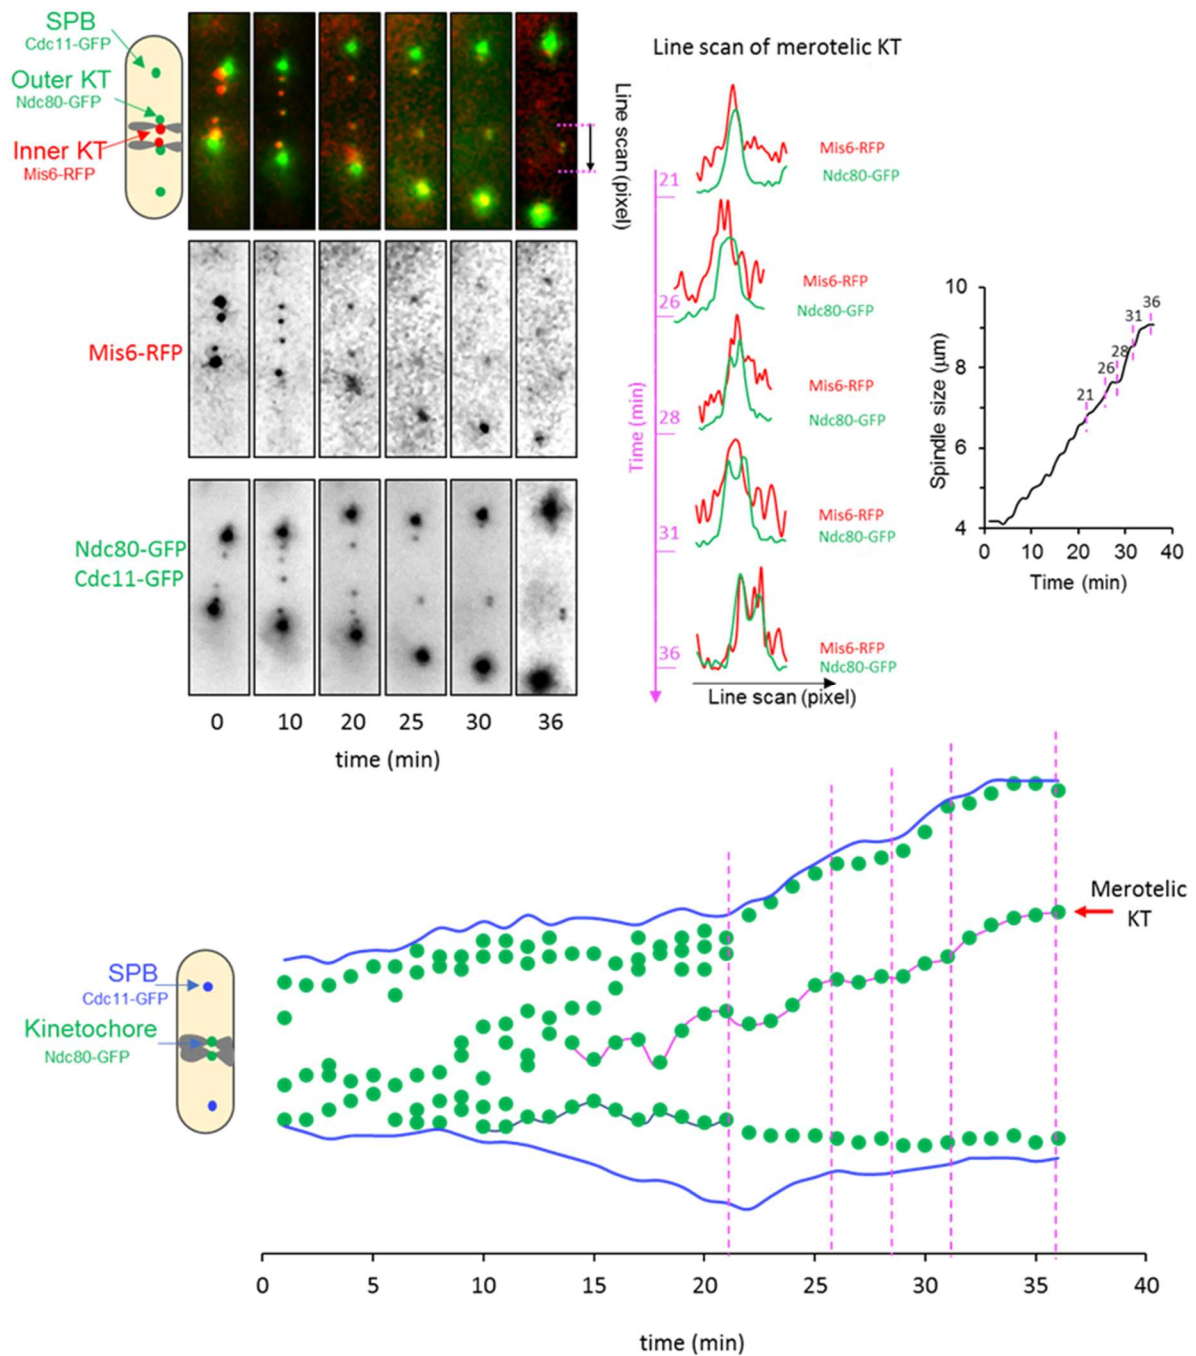 SPB
Cdc11-GFP
Outer KT
Ndc80-GFP
Inner KT
Mis6-RFP
Line scan (pixel)
Mis6-RFP
Ndc80-GFP
Cdc11-GFP
0 10 20 25 30 36
time (min)
Line scan of merotelic KT
Time (min)
21
Mis6-RFP
Ndc80-GFP
26
Mis6-RFP
Ndc80-GFP
28
Mis6-RFP
Ndc80-GFP
31
Mis6-RFP
Ndc80-GFP
36
Mis6-RFP
Ndc80-GFP
Line scan (pixel)
Spindle size (µm)
10
8
6
4
21
26
28
31
36
0 10 20 30 40
Time (min)
SPB
Cdc11-GFP
Kinetochore
Ndc80-GFP
Merotelic
KT
0 5 10 15 20 25 30 35 40
time (min)